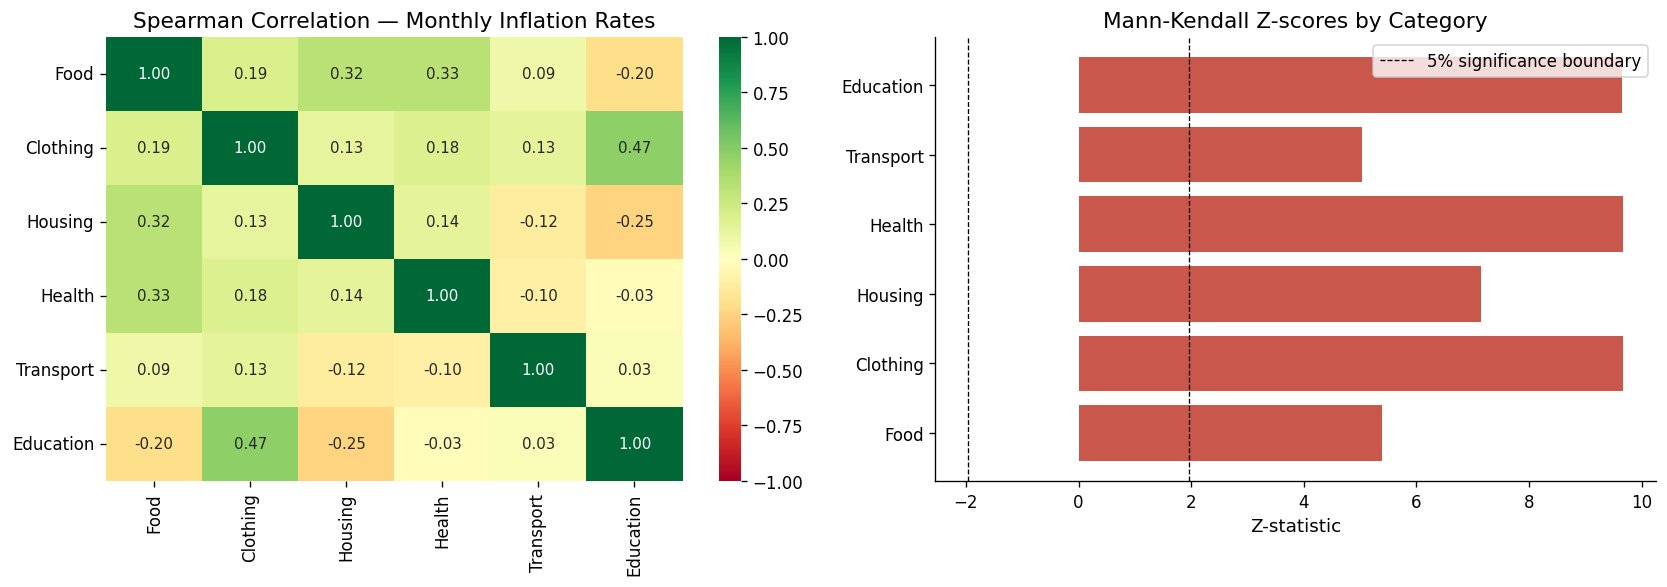 Spearman Correlation — Monthly Inflation Rates
Food 1.00 0.19 0.32 0.33 0.09 -0.20
Clothing 0.19 1.00 0.13 0.18 0.13 0.47
Housing 0.32 0.13 1.00 0.14 -0.12 -0.25
Health 0.33 0.18 0.14 1.00 -0.10 -0.03
Transport 0.09 0.13 -0.12 -0.10 1.00 0.03
Education -0.20 0.47 -0.25 -0.03 0.03 1.00
Food Clothing Housing Health Transport Education
1.00
0.75
0.50
0.25
0.00
−0.25
−0.50
−0.75
−1.00
Mann-Kendall Z-scores by Category
5% significance boundary
Education
Transport
Health
Housing
Clothing
Food
−2 0 2 4 6 8 10
Z-statistic